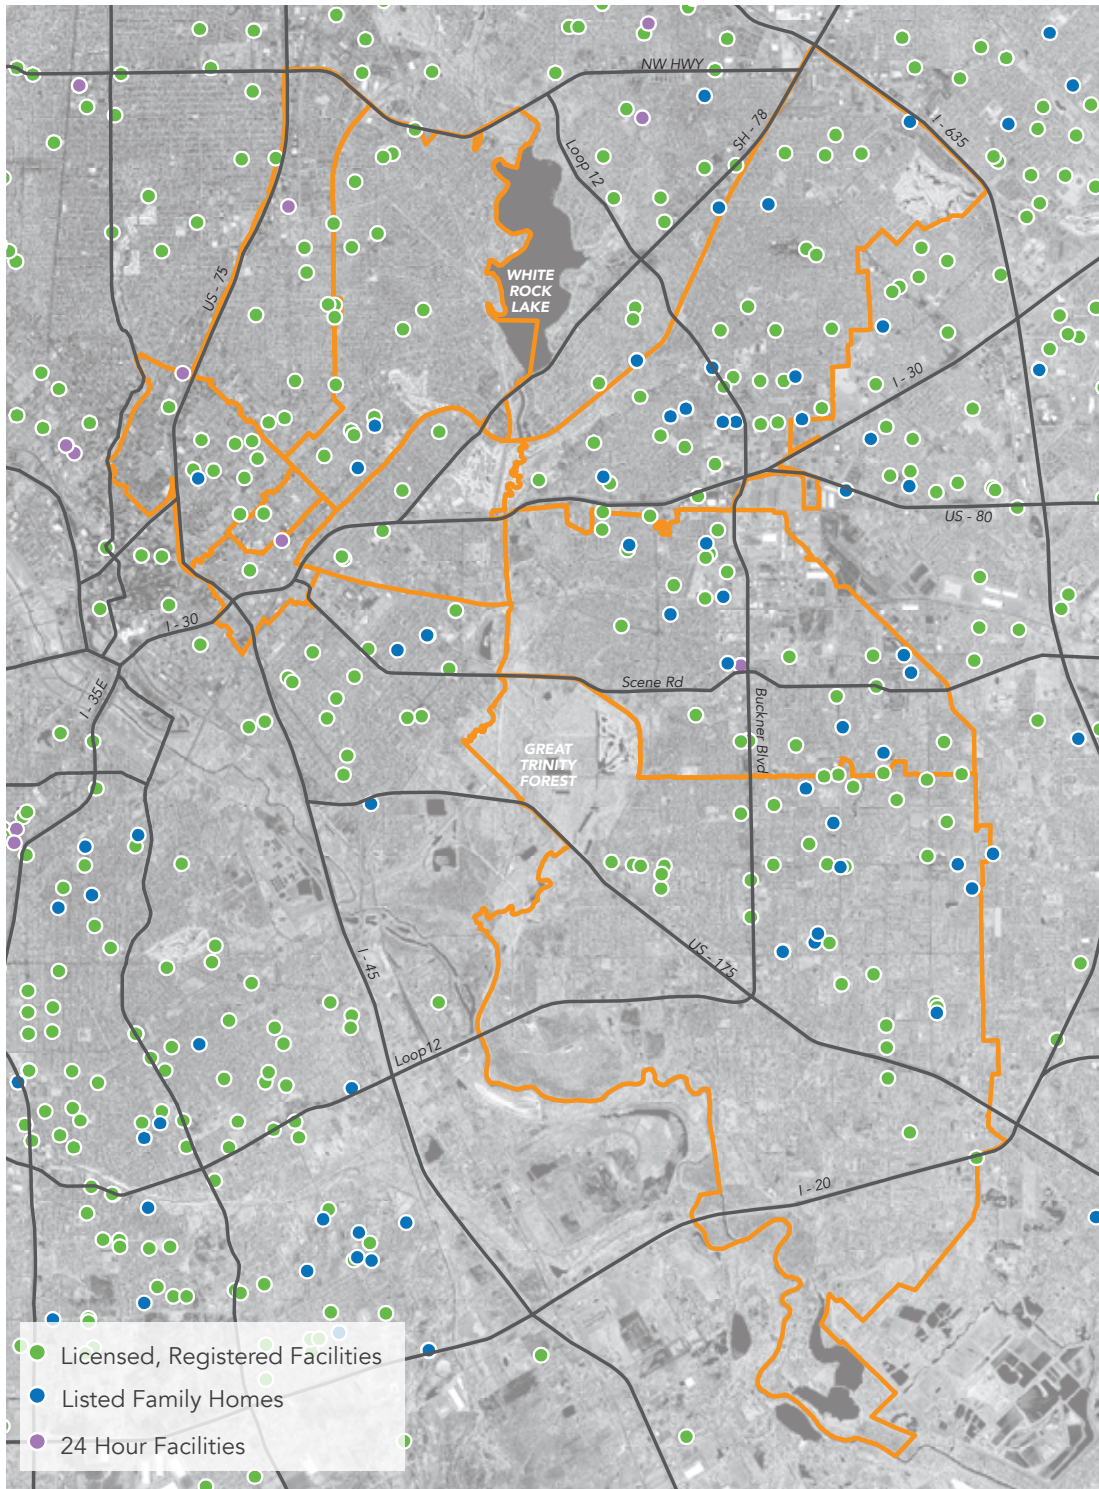 NW HWY
SH - 78
I - 635
Loop 12
US - 75
WHITE
ROCK
LAKE
I - 30
US - 80
I - 30
I - 35E
Scene Rd
Buckner Blvd
GREAT
TRINITY
FOREST
I - 45
US - 175
Loop12
I - 20
Licensed, Registered Facilities
Listed Family Homes
24 Hour Facilities